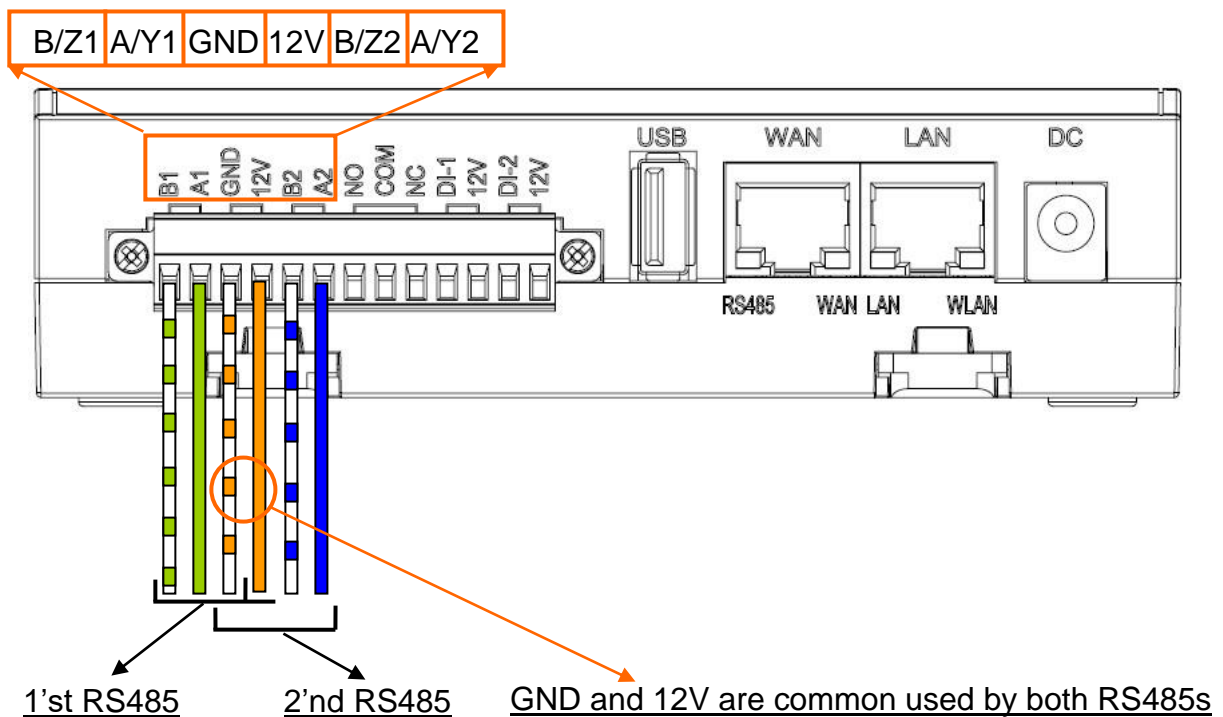 B/Z1 A/Y1 GND 12V B/Z2 A/Y2
USB WAN LAN DC
B1 A1 GND 12V B2 A2 NO COM NC DI-1 12V DI-2 12V
RS485 WAN LAN WLAN
1'st RS485 2'nd RS485 GND and 12V are common used by both RS485s